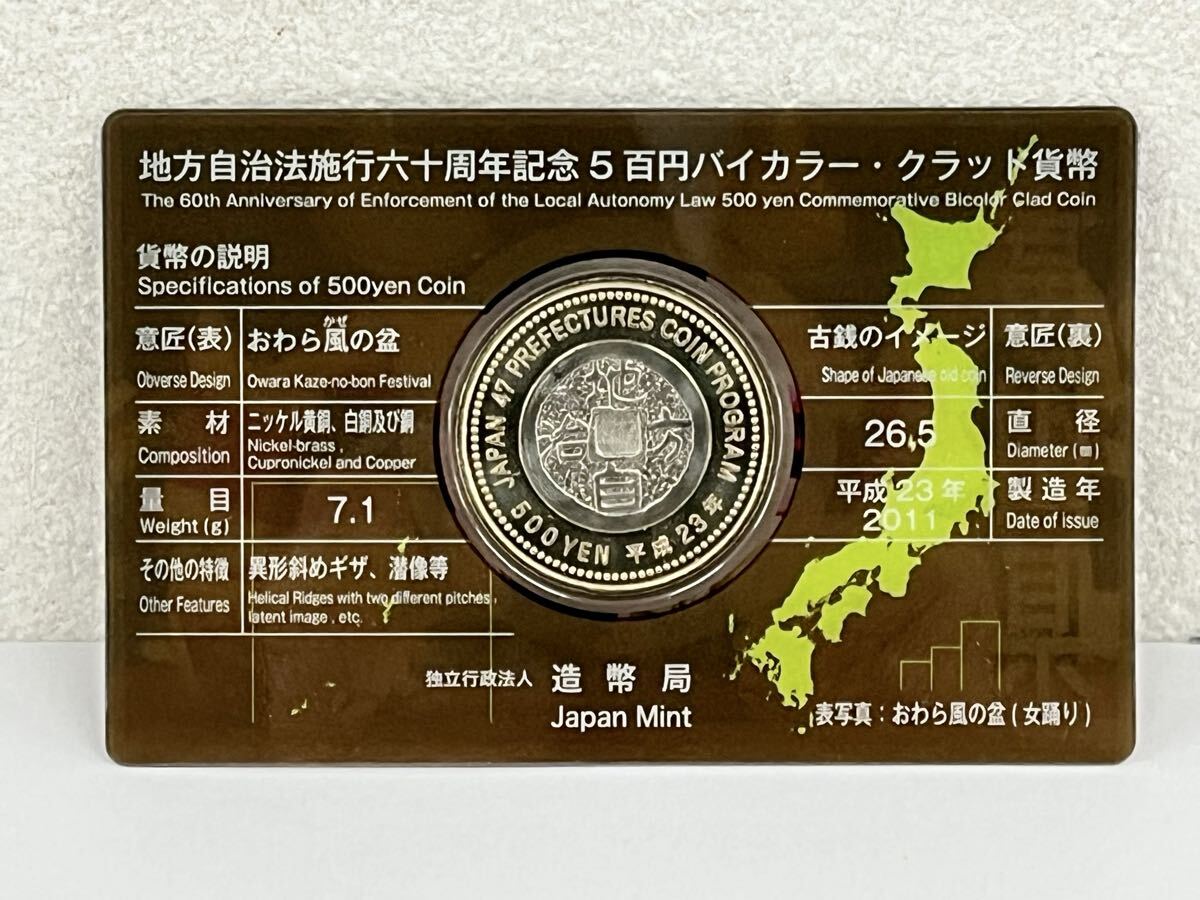 地方自治法施行六十周年記念5百円バイカラー・クラッド貨幣
The 60th Anniversary of Enforcement of the Local Autonomy Law 500 yen Commemorative Bicolor Clad Coin
貨幣の説明
Specifications of 500yen Coin
意匠(表)
Obverse Design
かぜ
おわら風の盆
Owara Kaze-no-bon Festival
素 材
Composition
ニッケル黄銅、白銅及び銅
Nickel-brass,
Cupronickel and Copper
量 目
Weight (g)
7.1
その他の特徴
Other Features
異形斜めギザ、潜像等
Helical Ridges with two different pitches,
latent image, etc.
JAPAN 47 PREFECTURES COIN PROGRAM
500 YEN 平成23年
地方自治
古銭のイメージ
Shape of Japanese old coin
意匠(裏)
Reverse Design
26.5
直 径
Diameter (㎜)
平成 23 年
2011
製造年
Date of issue
独立行政法人 造幣局
Japan Mint
表写真:おわら風の盆(女踊り)